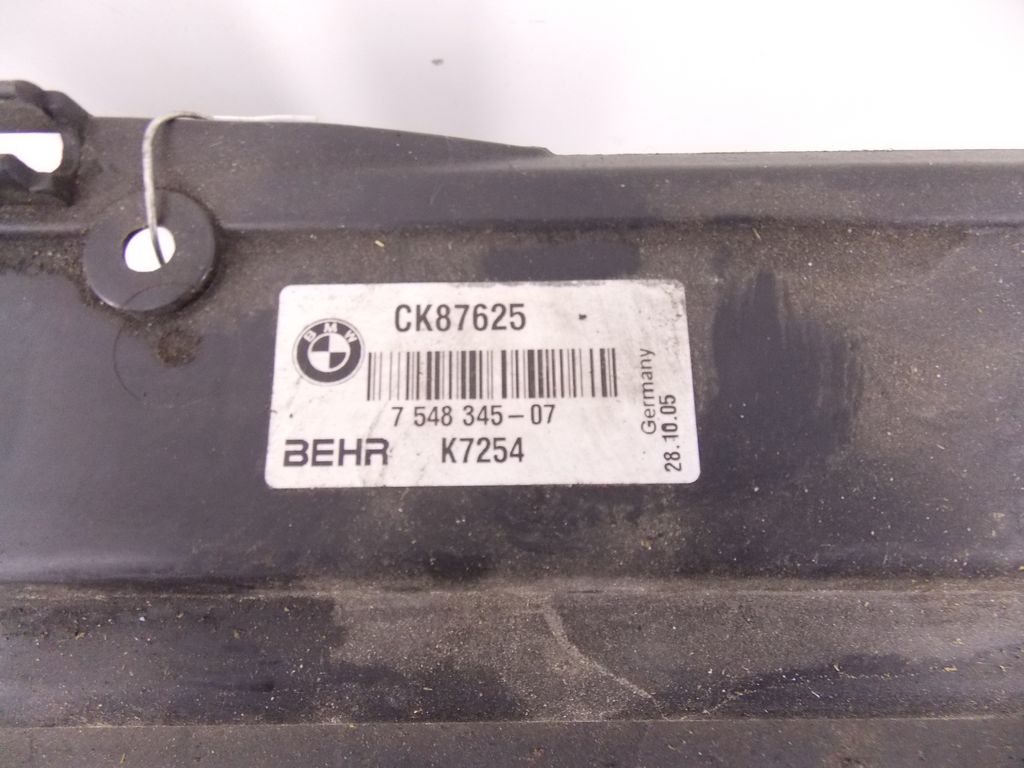 CK87625
BMW
7 548 345-07
BEHR K7254
Germany
28.10.05